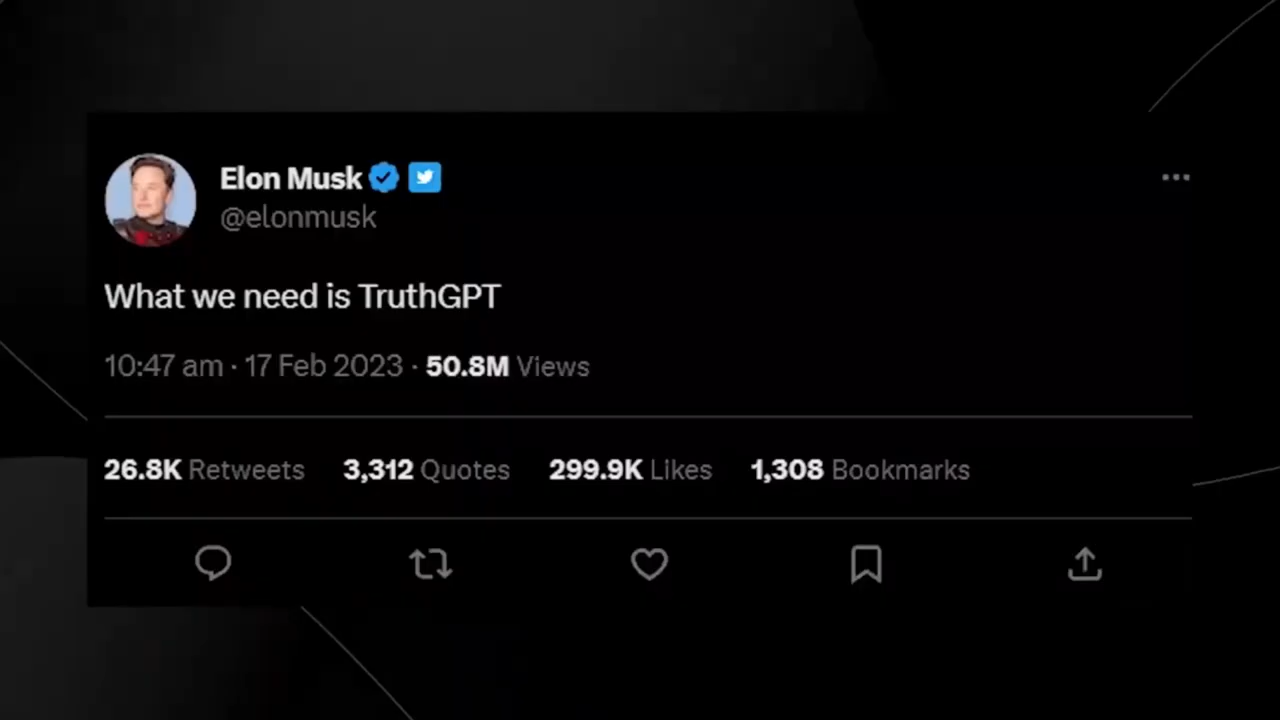 Elon Musk
@elonmusk
What we need is TruthGPT
10:47 am · 17 Feb 2023 · 50.8M Views
26.8K Retweets 3,312 Quotes 299.9K Likes 1,308 Bookmarks